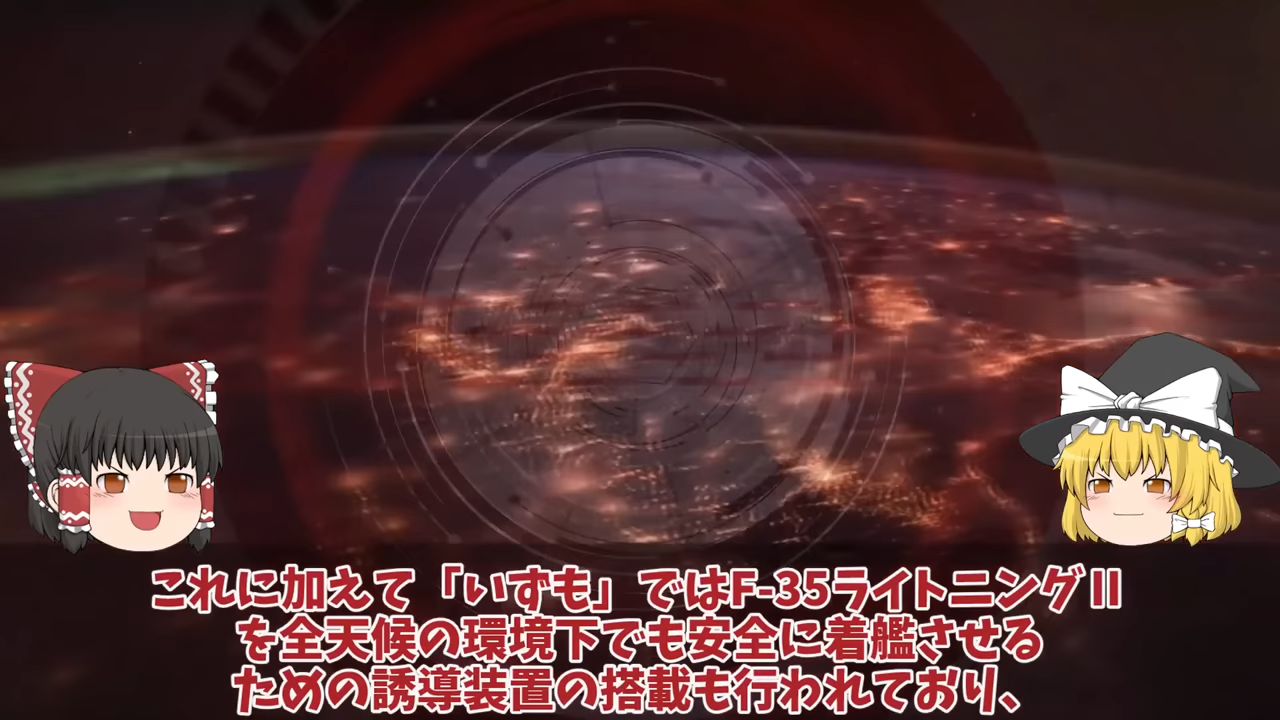 これに加えて「いずも」ではF-35ライトニングⅡ
を全天候の環境下でも安全に着艦させる
ための誘導装置の搭載も行われており、